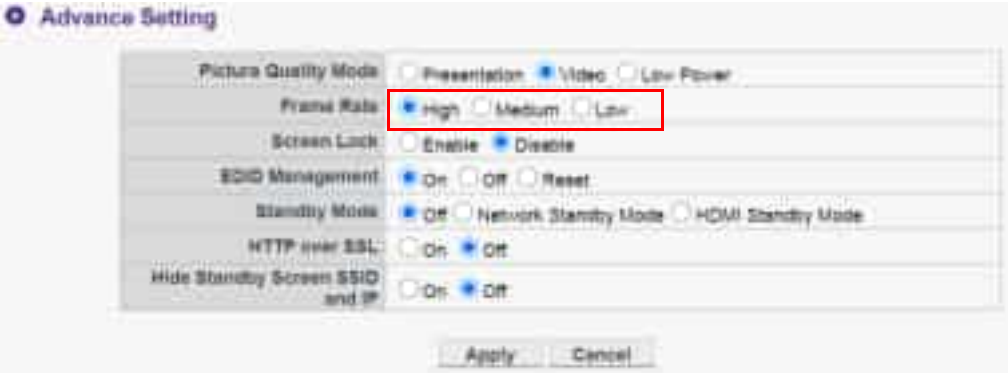 Advance Setting
Picture Quality Mode Presentation Video Low Power
Frame Rate High Medium Low
Screen Lock Enable Disable
EDID Management On Off Reset
Standby Mode Off Network Standby Mode HDMI Standby Mode
HTTP over SSL On Off
Hide Standby Screen SSID
and IP On Off
Apply Cancel